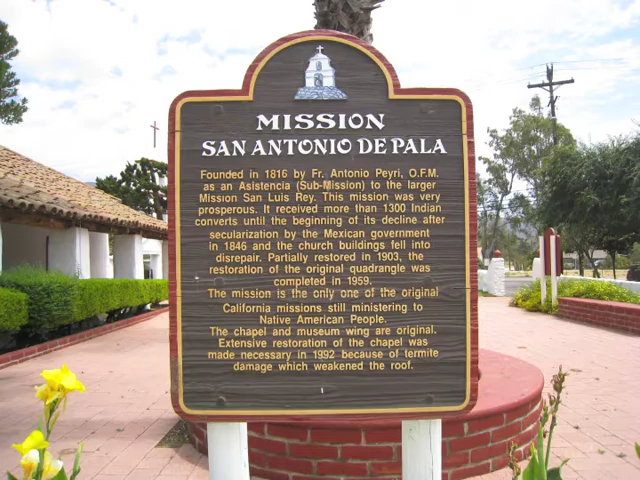 MISSION
SAN ANTONIO DE PALA
Founded in 1816 by Fr. Antonio Peyri, O.F.M.
as an Asistencia (Sub-Mission) to the larger
Mission San Luis Rey. This mission was very
prosperous. It received more than 1300 Indian
converts until the beginning of its decline after
secularization by the Mexican government
in 1846 and the church buildings fell into
disrepair. Partially restored in 1903, the
restoration of the original quadrangle was
completed in 1959.
The mission is the only one of the original
California missions still ministering to
Native American People.
The chapel and museum wing are original.
Extensive restoration of the chapel was
made necessary in 1992 because of termite
damage which weakened the roof.